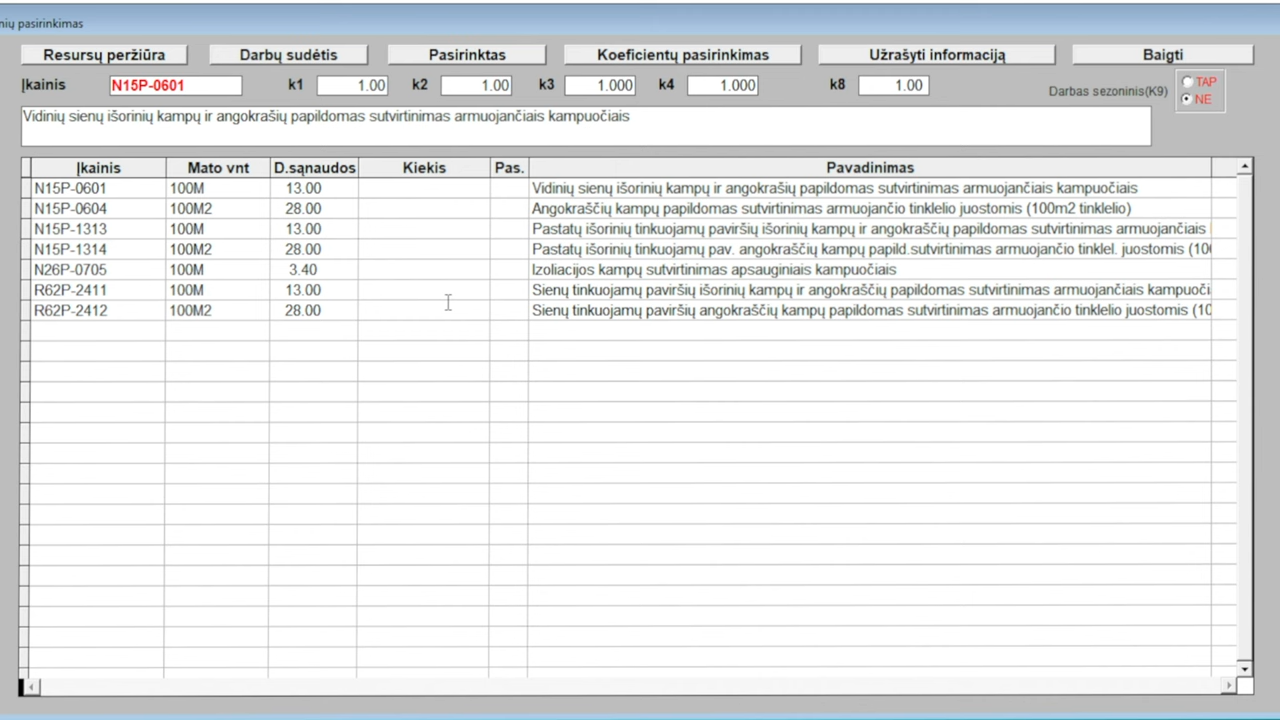 nių pasirinkimas
Resursų peržiūra Darbų sudėtis Pasirinktas Koeficientų pasirinkimas Užrašyti informaciją Baigti
Įkainis N15P-0601 k1 1.00 k2 1.00 k3 1.000 k4 1.000 k8 1.00 Darbas sezoninis(K9) TAP
NE
Vidinių sienų išorinių kampų ir angokrašių papildomas sutvirtinimas armuojančiais kampuočiais
Įkainis Mato vnt D.sąnaudos Kiekis Pas. Pavadinimas
N15P-0601 100M 13.00 Vidinių sienų išorinių kampų ir angokrašių papildomas sutvirtinimas armuojančiais kampuočiais
N15P-0604 100M2 28.00 Angokraščių kampų papildomas sutvirtinimas armuojančio tinklelio juostomis (100m2 tinklelio)
N15P-1313 100M 13.00 Pastatų išorinių tinkuojamų paviršių išorinių kampų ir angokraščių papildomas sutvirtinimas armuojančiais
N15P-1314 100M2 28.00 Pastatų išorinių tinkuojamų pav. angokraščių kampų papild.sutvirtinimas armuojančio tinklel. juostomis (10
N26P-0705 100M 3.40 Izoliacijos kampų sutvirtinimas apsauginiais kampuočiais
R62P-2411 100M 13.00 Sienų tinkuojamų paviršių išorinių kampų ir angokraščių papildomas sutvirtinimas armuojančiais kampuoči
R62P-2412 100M2 28.00 Sienų tinkuojamų paviršių angokraščių kampų papildomas sutvirtinimas armuojančio tinklelio juostomis (10